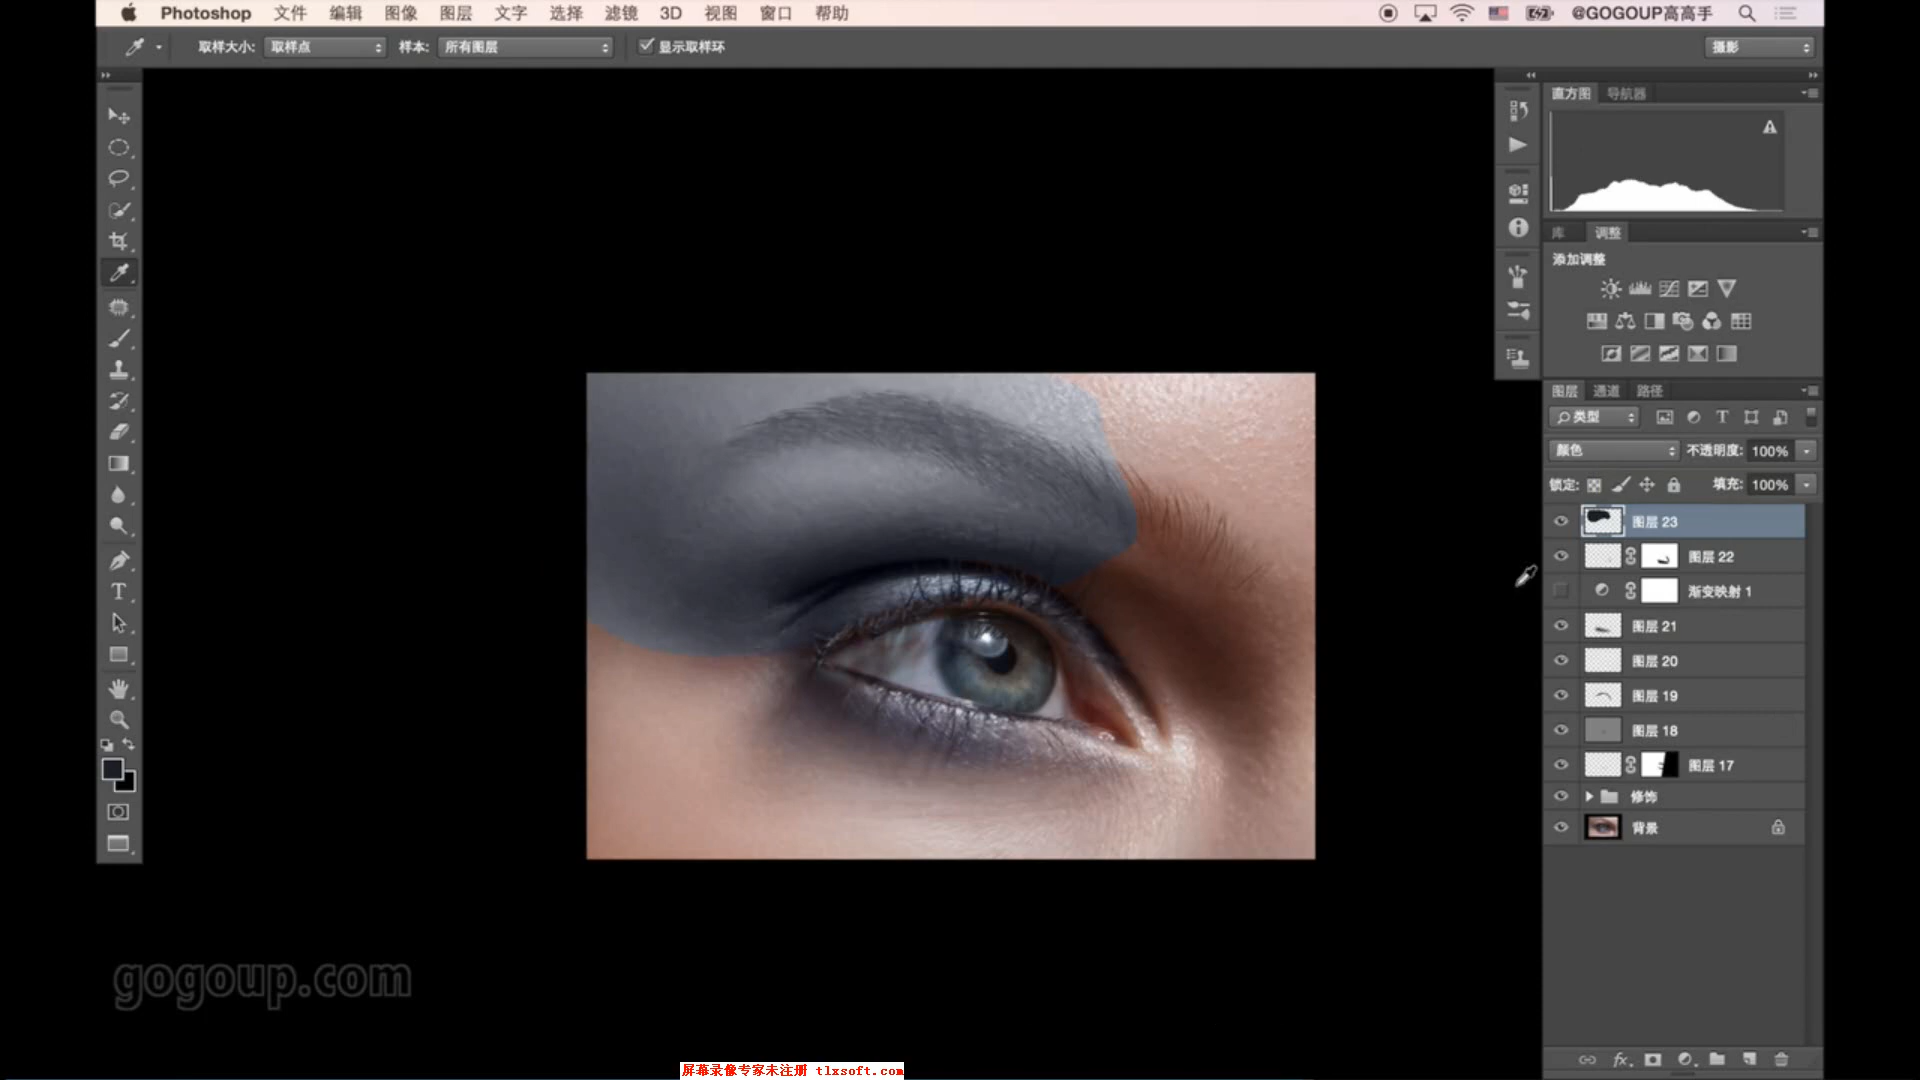 Photoshop 文件 编辑 图像 图层 文字 选择 滤镜 3D 视图 窗口 帮助 @GOGOUP高高手
取样大小: 取样点 样本: 所有图层 显示取样环 摄影
直方图 导航器
库 调整
添加调整
图层 通道 路径
类型 T
颜色 不透明度: 100%
锁定: 填充: 100%
图层 23
图层 22
渐变映射 1
图层 21
图层 20
图层 19
图层 18
图层 17
修饰
背景
T
gogoup.com
fx
屏幕录像专家未注册 tlxsoft.com